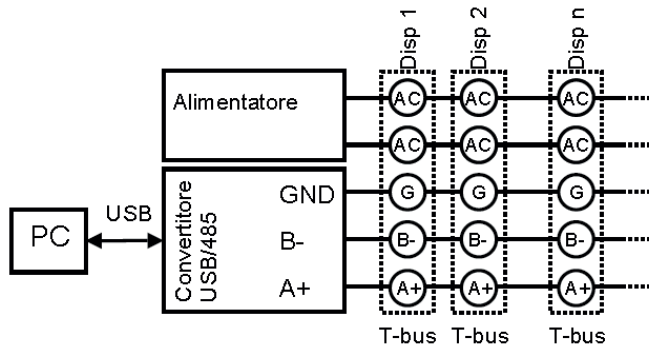 Disp 1
Disp 2
Disp n
Alimentatore
AC
AC
AC
AC
AC
AC
PC
USB
Convertitore
USB/485
GND
G
G
G
B-
B-
B-
B-
A+
A+
A+
A+
T-bus
T-bus
T-bus